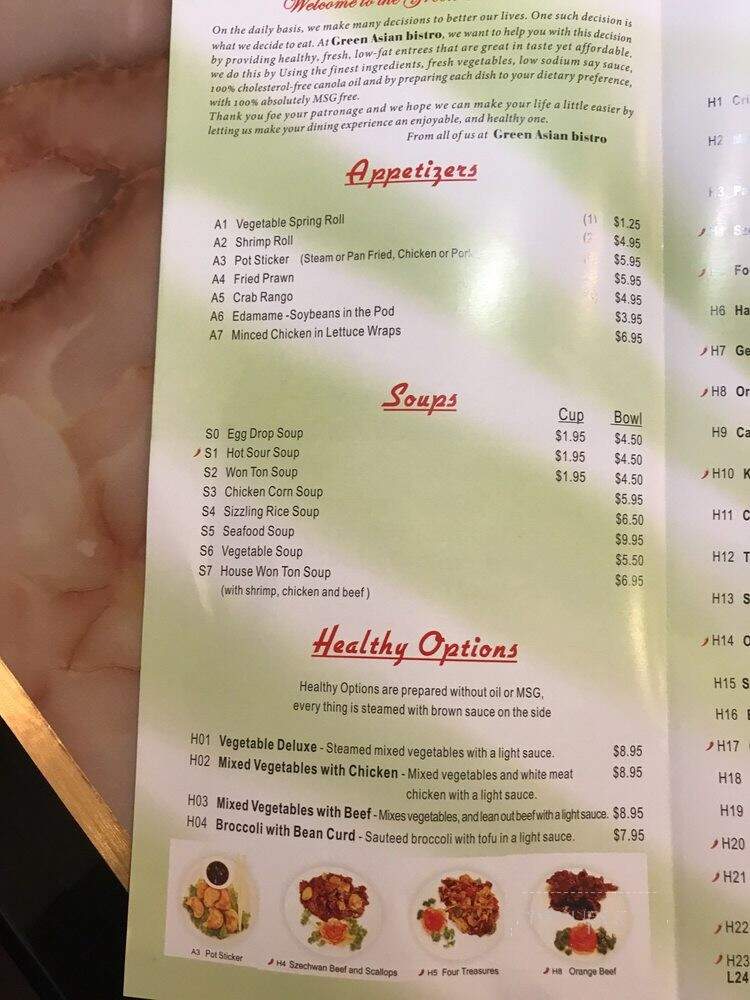 Welcome to the Green
On the daily basis, we make many decisions to better our lives. One such decision is
what we decide to eat. At Green Asian bistro, we want to help you with this decision
by providing healthy, fresh, low-fat entrees that are great in taste yet affordable.
we do this by Using the finest ingredients, fresh vegetables, low sodium say sauce,
100% cholesterol-free canola oil and by preparing each dish to your dietary preference,
with 100% absolutely MSG free.
Thank you foe your patronage and we hope we can make your life a little easier by
letting us make your dining experience an enjoyable, and healthy one.
From all of us at Green Asian bistro
Appetizers
A1 Vegetable Spring Roll (1) $1.25
A2 Shrimp Roll (2 $4.95
A3 Pot Sticker (Steam or Pan Fried, Chicken or Pork $5.95
A4 Fried Prawn $5.95
A5 Crab Rango $4.95
A6 Edamame -Soybeans in the Pod $3.95
A7 Minced Chicken in Lettuce Wraps $6.95
Soups
Cup Bowl
S0 Egg Drop Soup $1.95 $4.50
S1 Hot Sour Soup $1.95 $4.50
S2 Won Ton Soup $1.95 $4.50
S3 Chicken Corn Soup $5.95
S4 Sizzling Rice Soup $6.50
S5 Seafood Soup $9.95
S6 Vegetable Soup $5.50
S7 House Won Ton Soup $6.95
(with shrimp, chicken and beef )
Healthy Options
Healthy Options are prepared without oil or MSG,
every thing is steamed with brown sauce on the side
H01 Vegetable Deluxe - Steamed mixed vegetables with a light sauce. $8.95
H02 Mixed Vegetables with Chicken - Mixed vegetables and white meat $8.95
chicken with a light sauce.
H03 Mixed Vegetables with Beef - Mixes vegetables, and lean out beef with a light sauce. $8.95
H04 Broccoli with Bean Curd - Sauteed broccoli with tofu in a light sauce. $7.95
A3 Pot Sticker
H4 Szechwan Beef and Scallops
H5 Four Treasures
H8 Orange Beef
H1 Cri
H2
H3 Pa
Sze
Fo
H6 Ha
H7 Ge
H8 Or
H9 Ca
H10 K
H11 C
H12 T
H13 S
H14 O
H15 S
H16
H17
H18
H19
H20
H21
H22
H23
L24